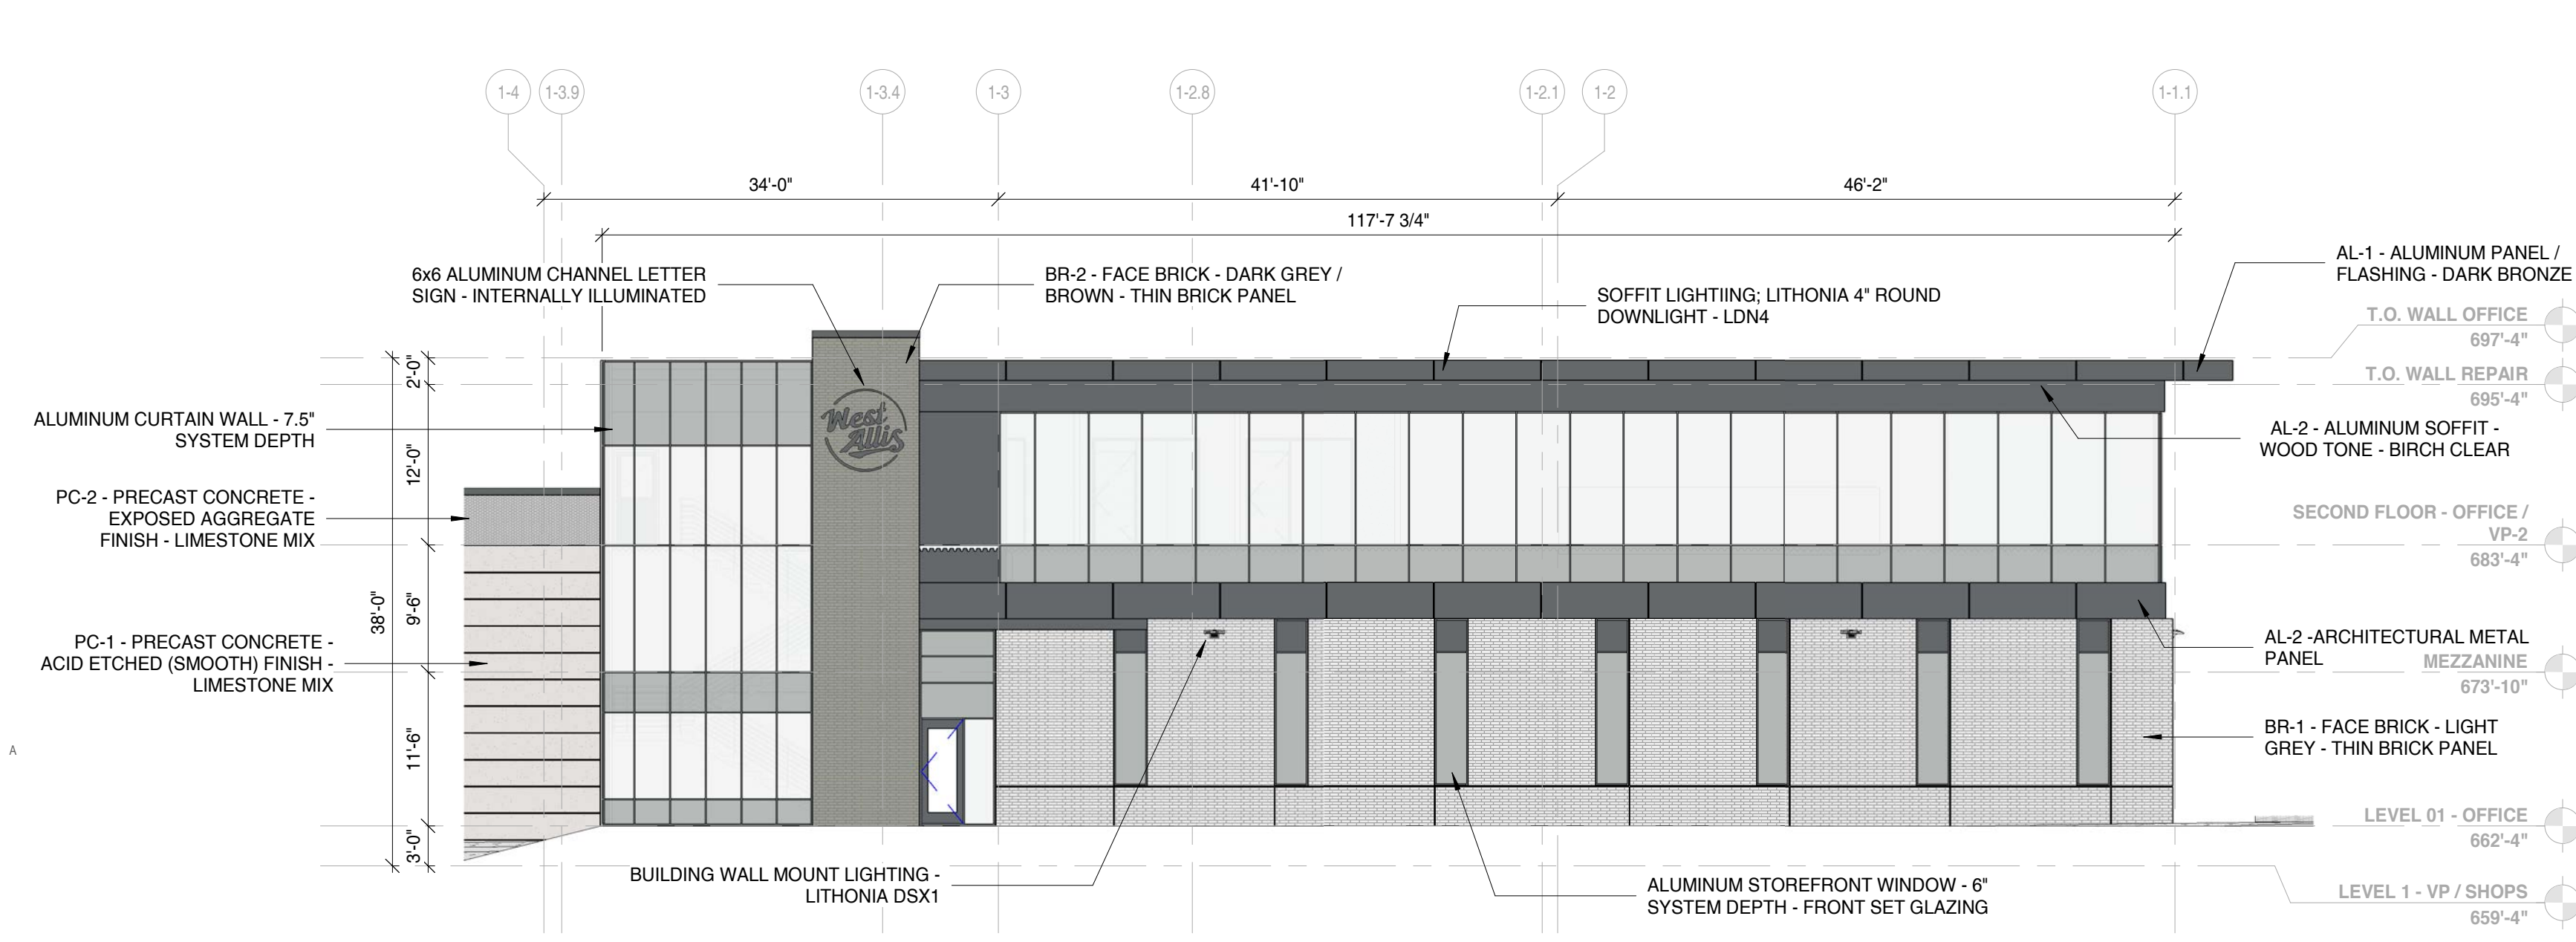 1-4
1-3.9
1-3.4
1-3
1-2.8
1-2.1
1-2
1-1.1
34'-0"
41'-10"
46'-2"
117'-7 3/4"
6x6 ALUMINUM CHANNEL LETTER
SIGN - INTERNALLY ILLUMINATED
BR-2 - FACE BRICK - DARK GREY /
BROWN - THIN BRICK PANEL
SOFFIT LIGHTIING; LITHONIA 4" ROUND
DOWNLIGHT - LDN4
AL-1 - ALUMINUM PANEL /
FLASHING - DARK BRONZE
T.O. WALL OFFICE
697'-4"
T.O. WALL REPAIR
695'-4"
2'-0"
12'-0"
9'-6"
11'-6"
3'-0"
38'-0"
ALUMINUM CURTAIN WALL - 7.5"
SYSTEM DEPTH
West
Allis
AL-2 - ALUMINUM SOFFIT -
WOOD TONE - BIRCH CLEAR
PC-2 - PRECAST CONCRETE -
EXPOSED AGGREGATE
FINISH - LIMESTONE MIX
SECOND FLOOR - OFFICE /
VP-2
683'-4"
PC-1 - PRECAST CONCRETE -
ACID ETCHED (SMOOTH) FINISH -
LIMESTONE MIX
AL-2 -ARCHITECTURAL METAL
PANEL
MEZZANINE
673'-10"
BR-1 - FACE BRICK - LIGHT
GREY - THIN BRICK PANEL
A
LEVEL 01 - OFFICE
662'-4"
BUILDING WALL MOUNT LIGHTING -
LITHONIA DSX1
ALUMINUM STOREFRONT WINDOW - 6"
SYSTEM DEPTH - FRONT SET GLAZING
LEVEL 1 - VP / SHOPS
659'-4"